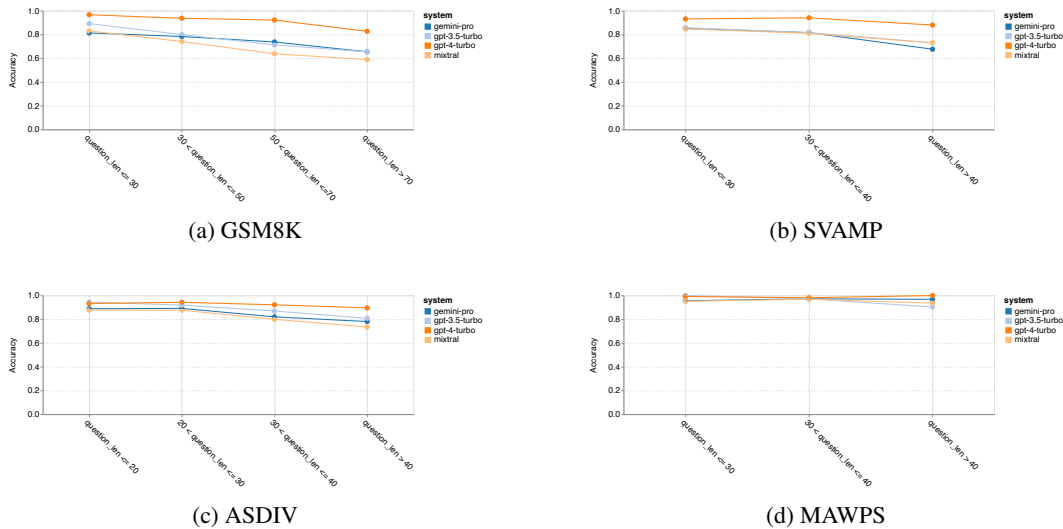 1.0
0.8
0.6
0.4
0.2
0.0
Accuracy
question_len <= 30
30 < question_len <= 50
50 < question_len <=70
question_len > 70
system
gemini-pro
gpt-3.5-turbo
gpt-4-turbo
mixtral
(a) GSM8K
1.0
0.8
0.6
0.4
0.2
0.0
Accuracy
question_len <= 30
30 < question_len <= 40
question_len > 40
system
gemini-pro
gpt-3.5-turbo
gpt-4-turbo
mixtral
(b) SVAMP
1.0
0.8
0.6
0.4
0.2
0.0
Accuracy
question_len <= 20
20 < question_len <= 30
30 < question_len <= 40
question_len > 40
system
gemini-pro
gpt-3.5-turbo
gpt-4-turbo
mixtral
(c) ASDIV
1.0
0.8
0.6
0.4
0.2
0.0
Accuracy
question_len <= 30
30 < question_len <= 40
question_len > 40
system
gemini-pro
gpt-3.5-turbo
gpt-4-turbo
mixtral
(d) MAWPS